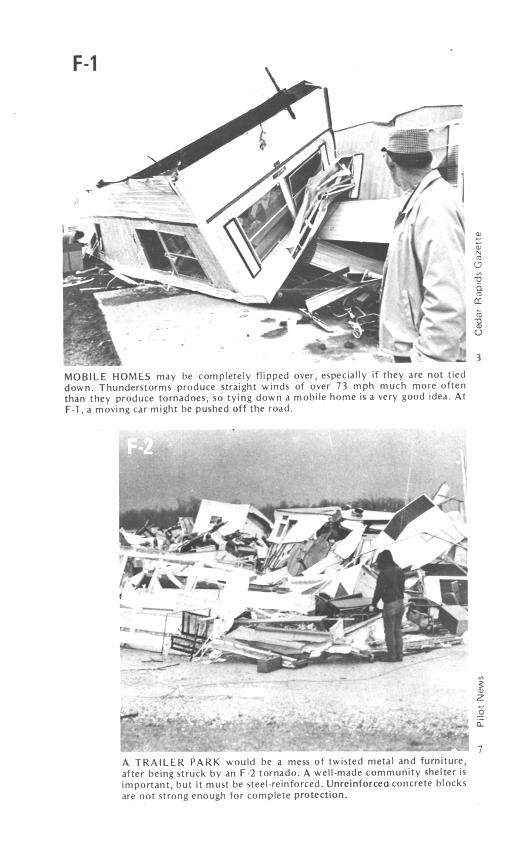 F-1
Cedar Rapids Gazette
3
MOBILE HOMES may be completely flipped over, especially if they are not tied
down. Thunderstorms produce straight winds of over 73 mph much more often
than they produce tornadoes, so tying down a mobile home is a very good idea. At
F-1, a moving car might be pushed off the road.
F-2
Pilot News
7
A TRAILER PARK would be a mess of twisted metal and furniture,
after being struck by an F-2 tornado. A well-made community shelter is
important, but it must be steel-reinforced. Unreinforced concrete blocks
are not strong enough for complete protection.